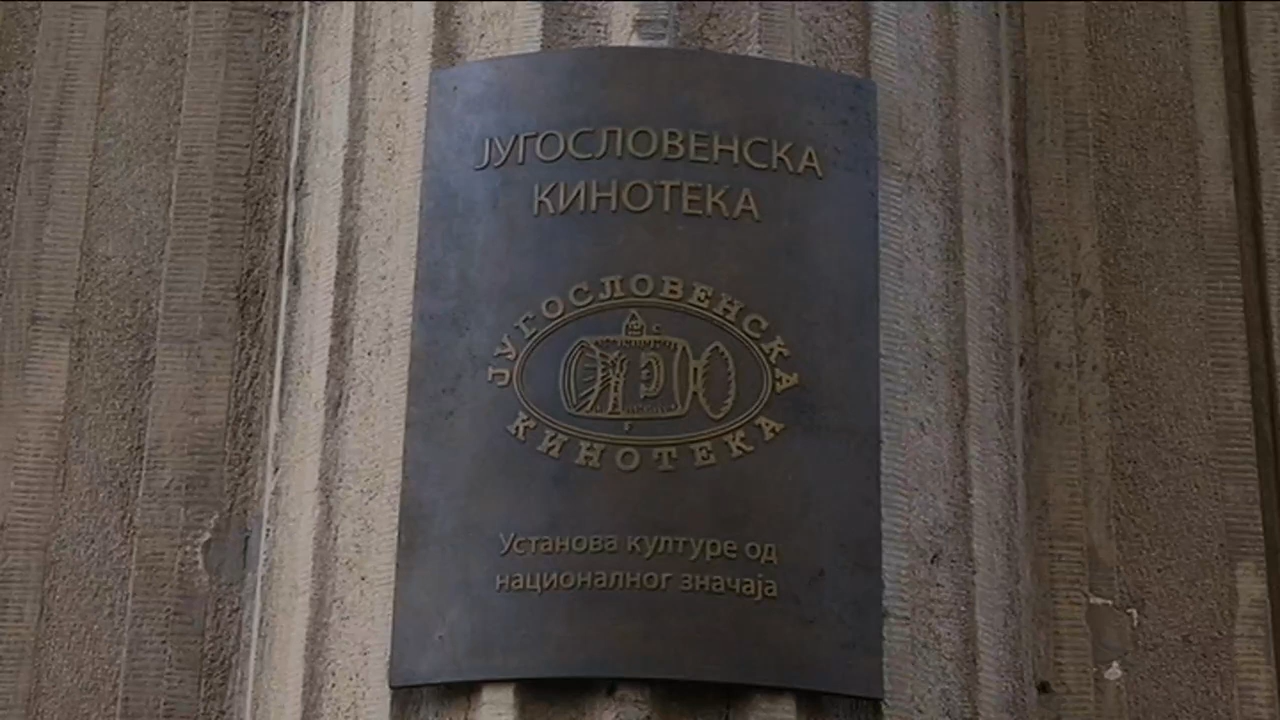 ЈУГОСЛОВЕНСКА
КИНОТЕКА
ЈУГОСЛОВЕНСКА
КИНОТЕКА
Установа културе од
националног значаја